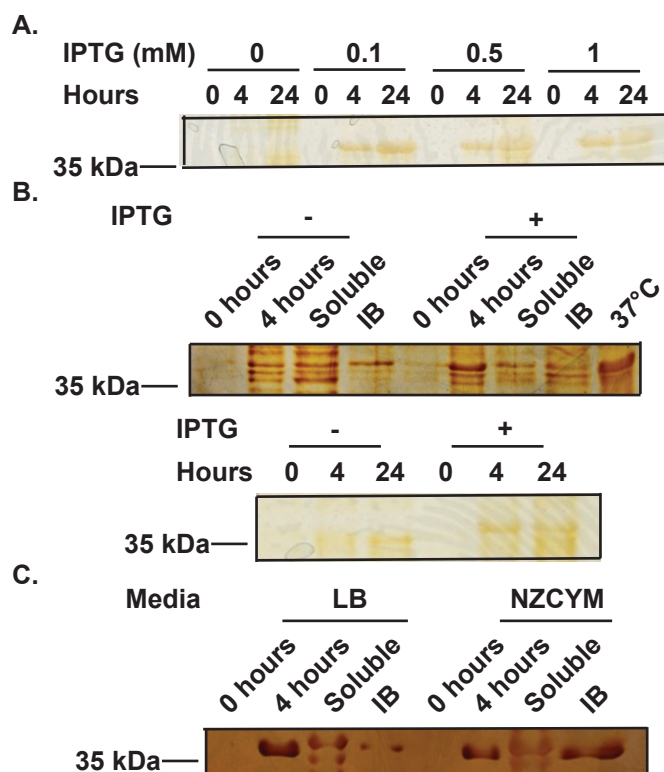 A.
IPTG (mM) 0 0.1 0.5 1
Hours 0 4 24 0 4 24 0 4 24 0 4 24
35 kDa
B.
IPTG - +
0 hours 4 hours Soluble IB 0 hours 4 hours Soluble IB 37°C
35 kDa
IPTG - +
Hours 0 4 24 0 4 24
35 kDa
C.
Media LB NZCYM
0 hours 4 hours Soluble IB 0 hours 4 hours Soluble IB
35 kDa